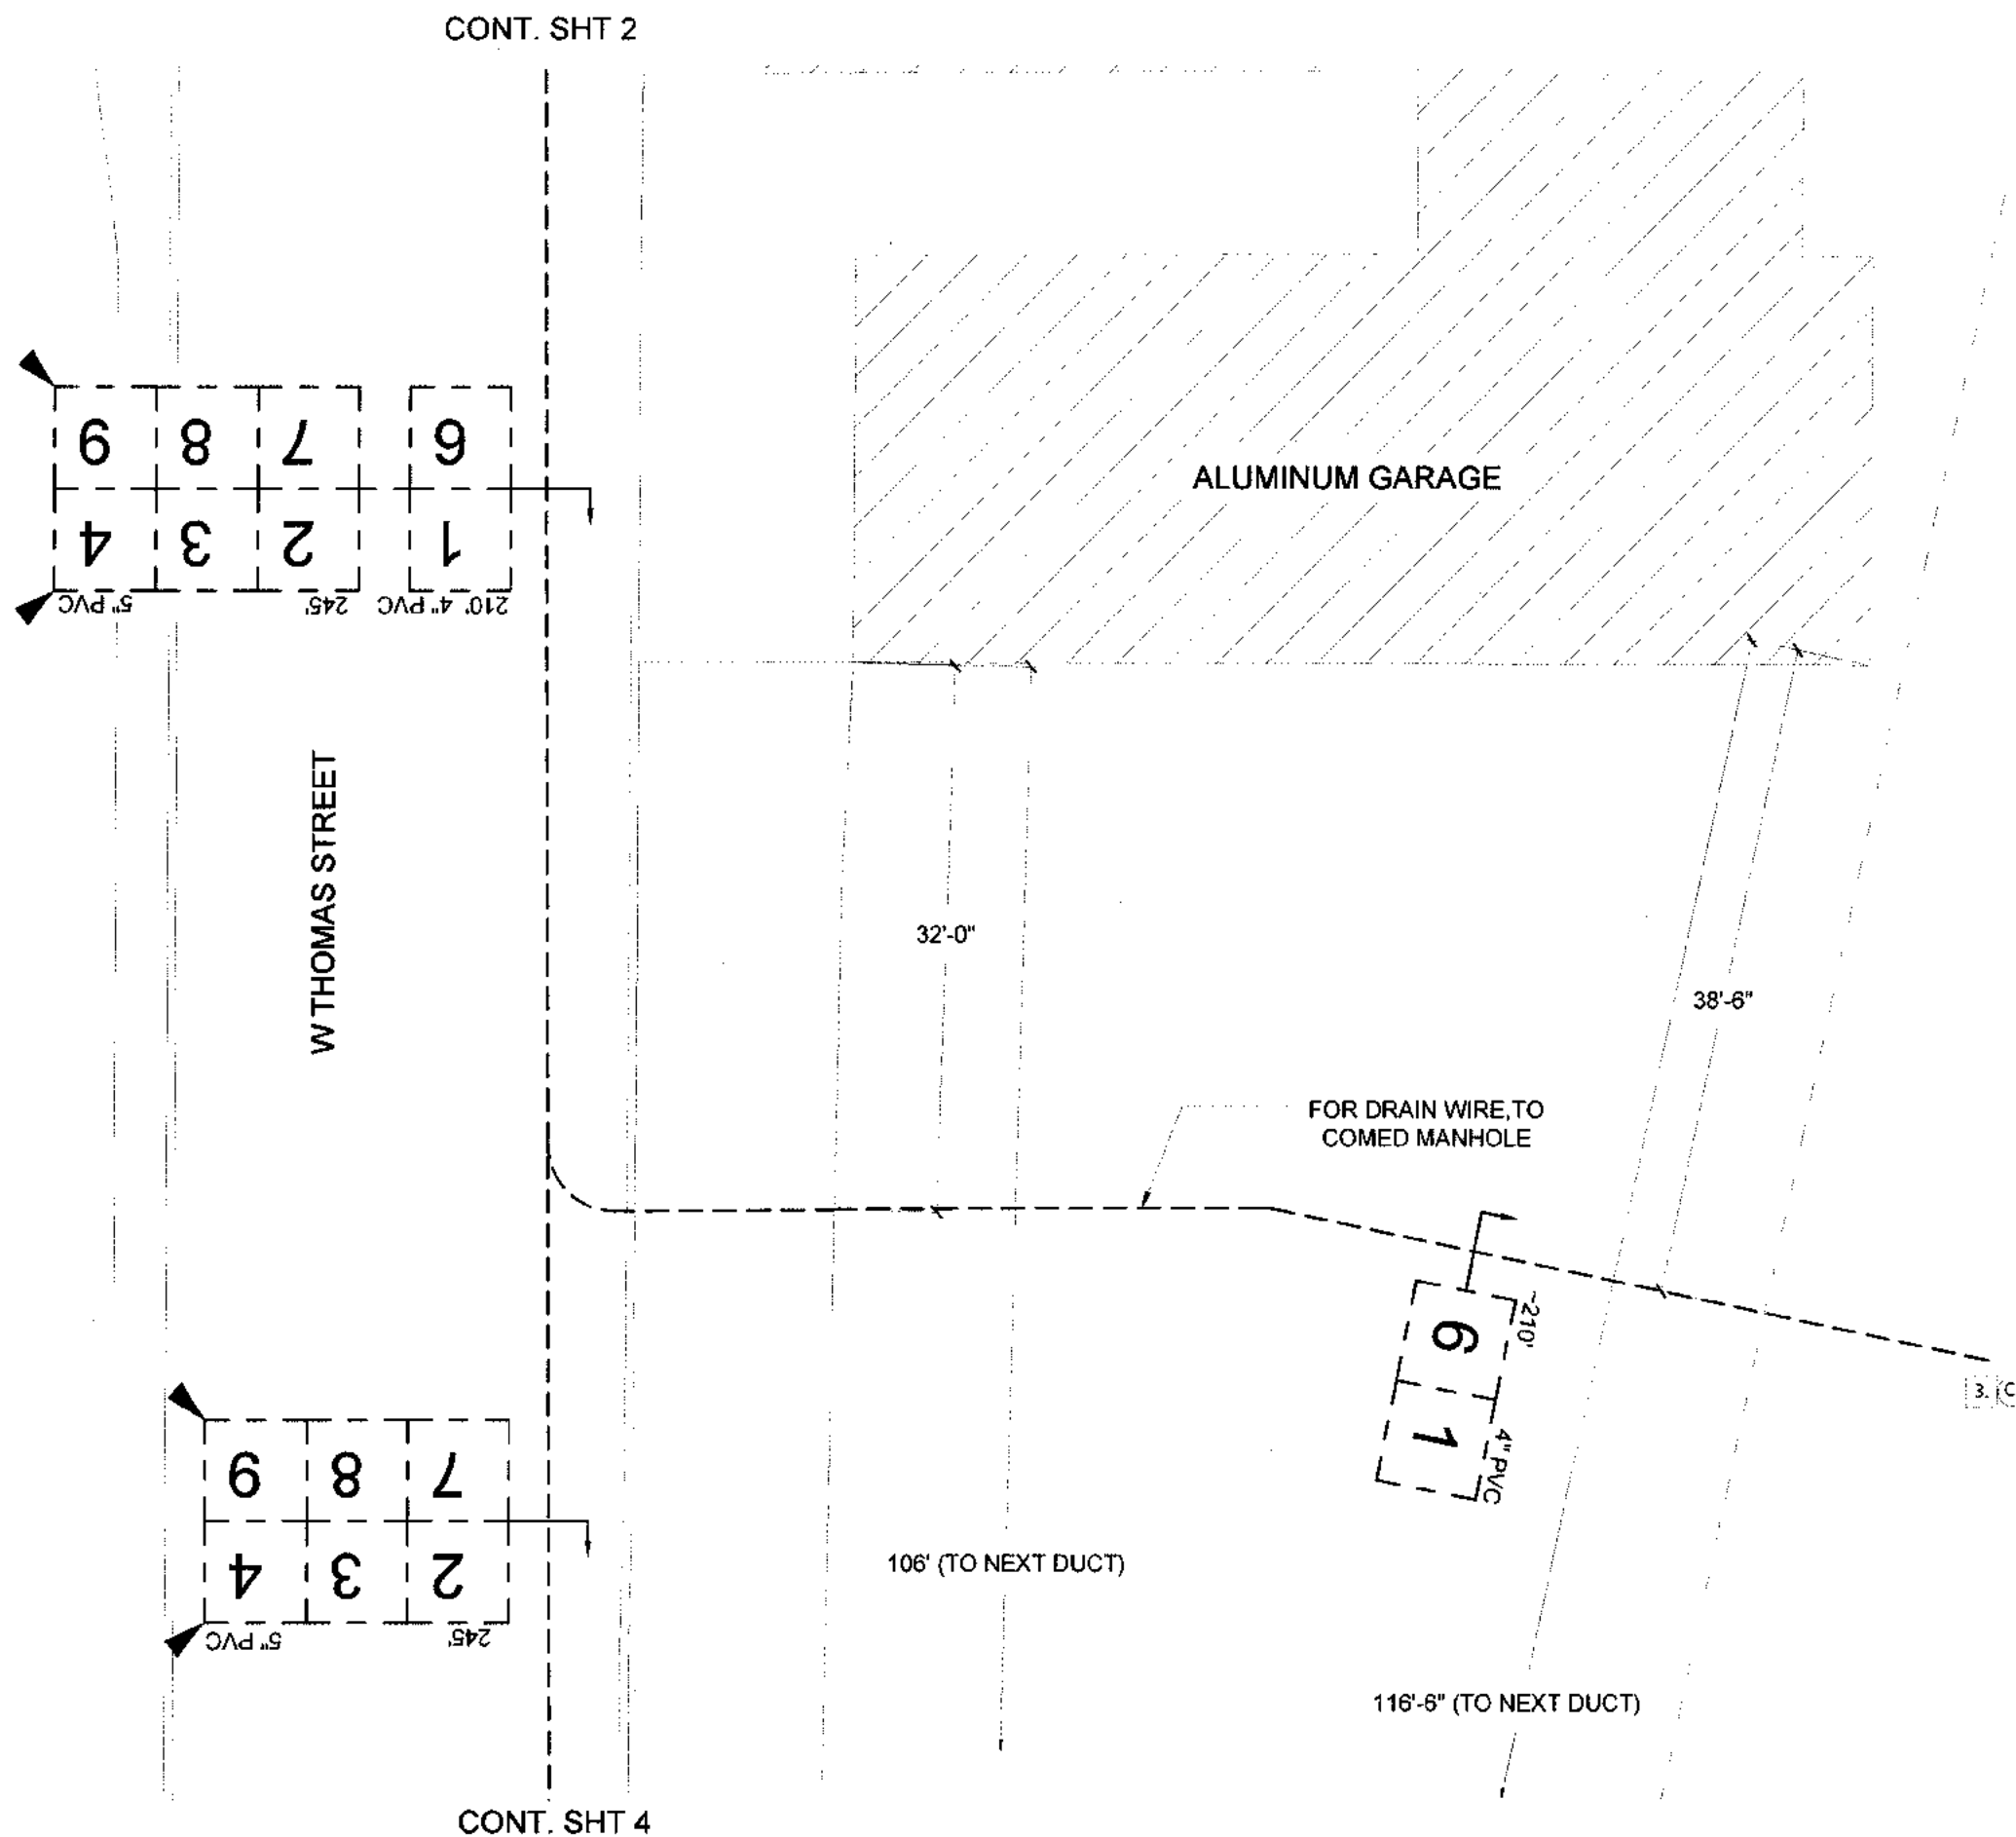 CONT. SHT 2
9 8 7 6
4 3 2 1
5" PVC 245' 210' 4" PVC
ALUMINUM GARAGE
W THOMAS STREET
32'-0"
38'-6"
FOR DRAIN WIRE,TO
COMED MANHOLE
~210'
6
1
4" PVC
3.
9 8 7
4 3 2
5" PVC 245'
106' (TO NEXT DUCT)
116'-6" (TO NEXT DUCT)
CONT. SHT 4